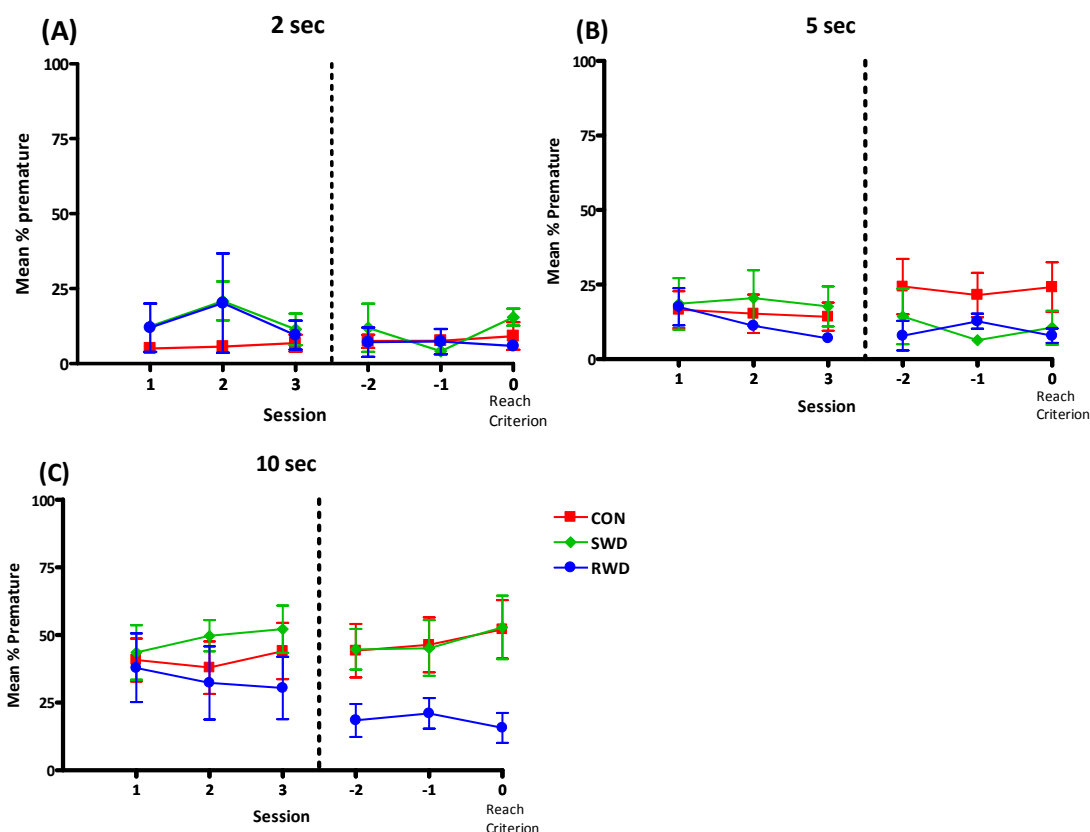 (A)
2 sec
Mean % premature
100
75
50
25
0
1 2 3 -2 -1 0
Reach
Criterion
Session
(B)
5 sec
Mean % Premature
100
75
50
25
0
1 2 3 -2 -1 0
Reach
Criterion
Session
(C)
10 sec
Mean % Premature
100
75
50
25
0
1 2 3 -2 -1 0
Reach
Criterion
Session
CON
SWD
RWD